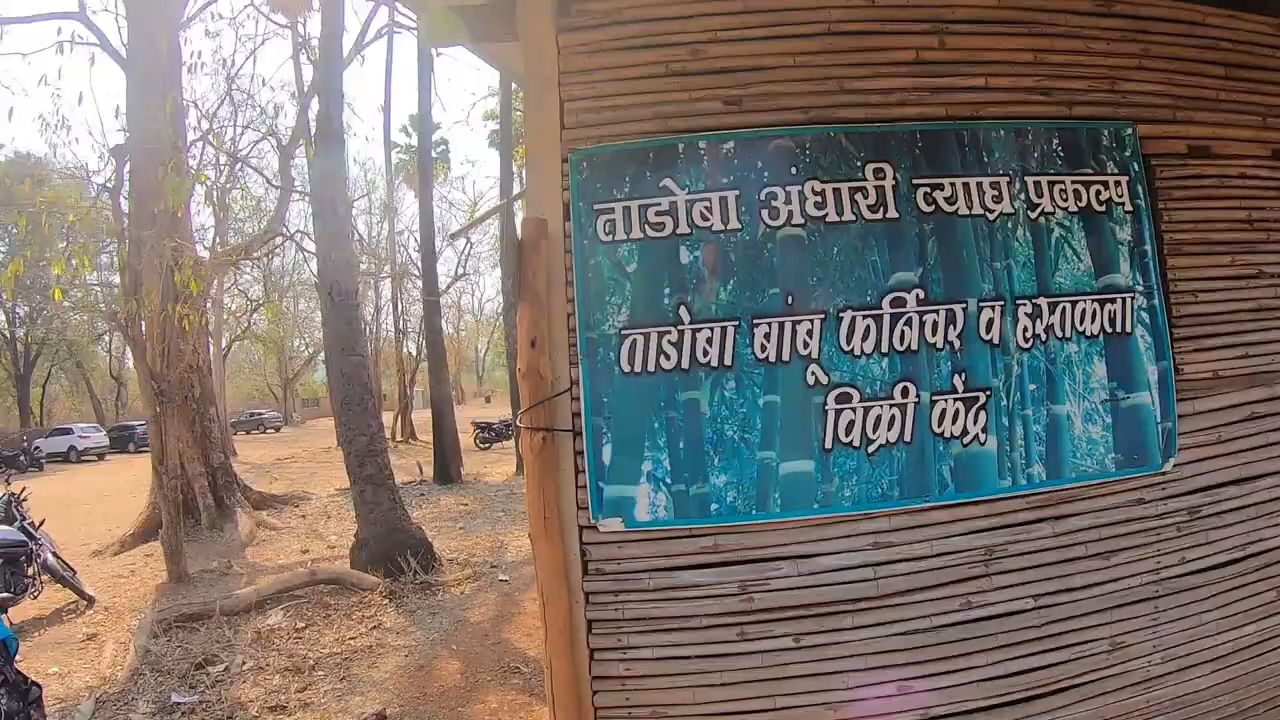 ताडोबा अंधारी व्याघ्र प्रकल्प
ताडोबा बांबू फर्निचर व हस्तकला
विक्री केंद्र